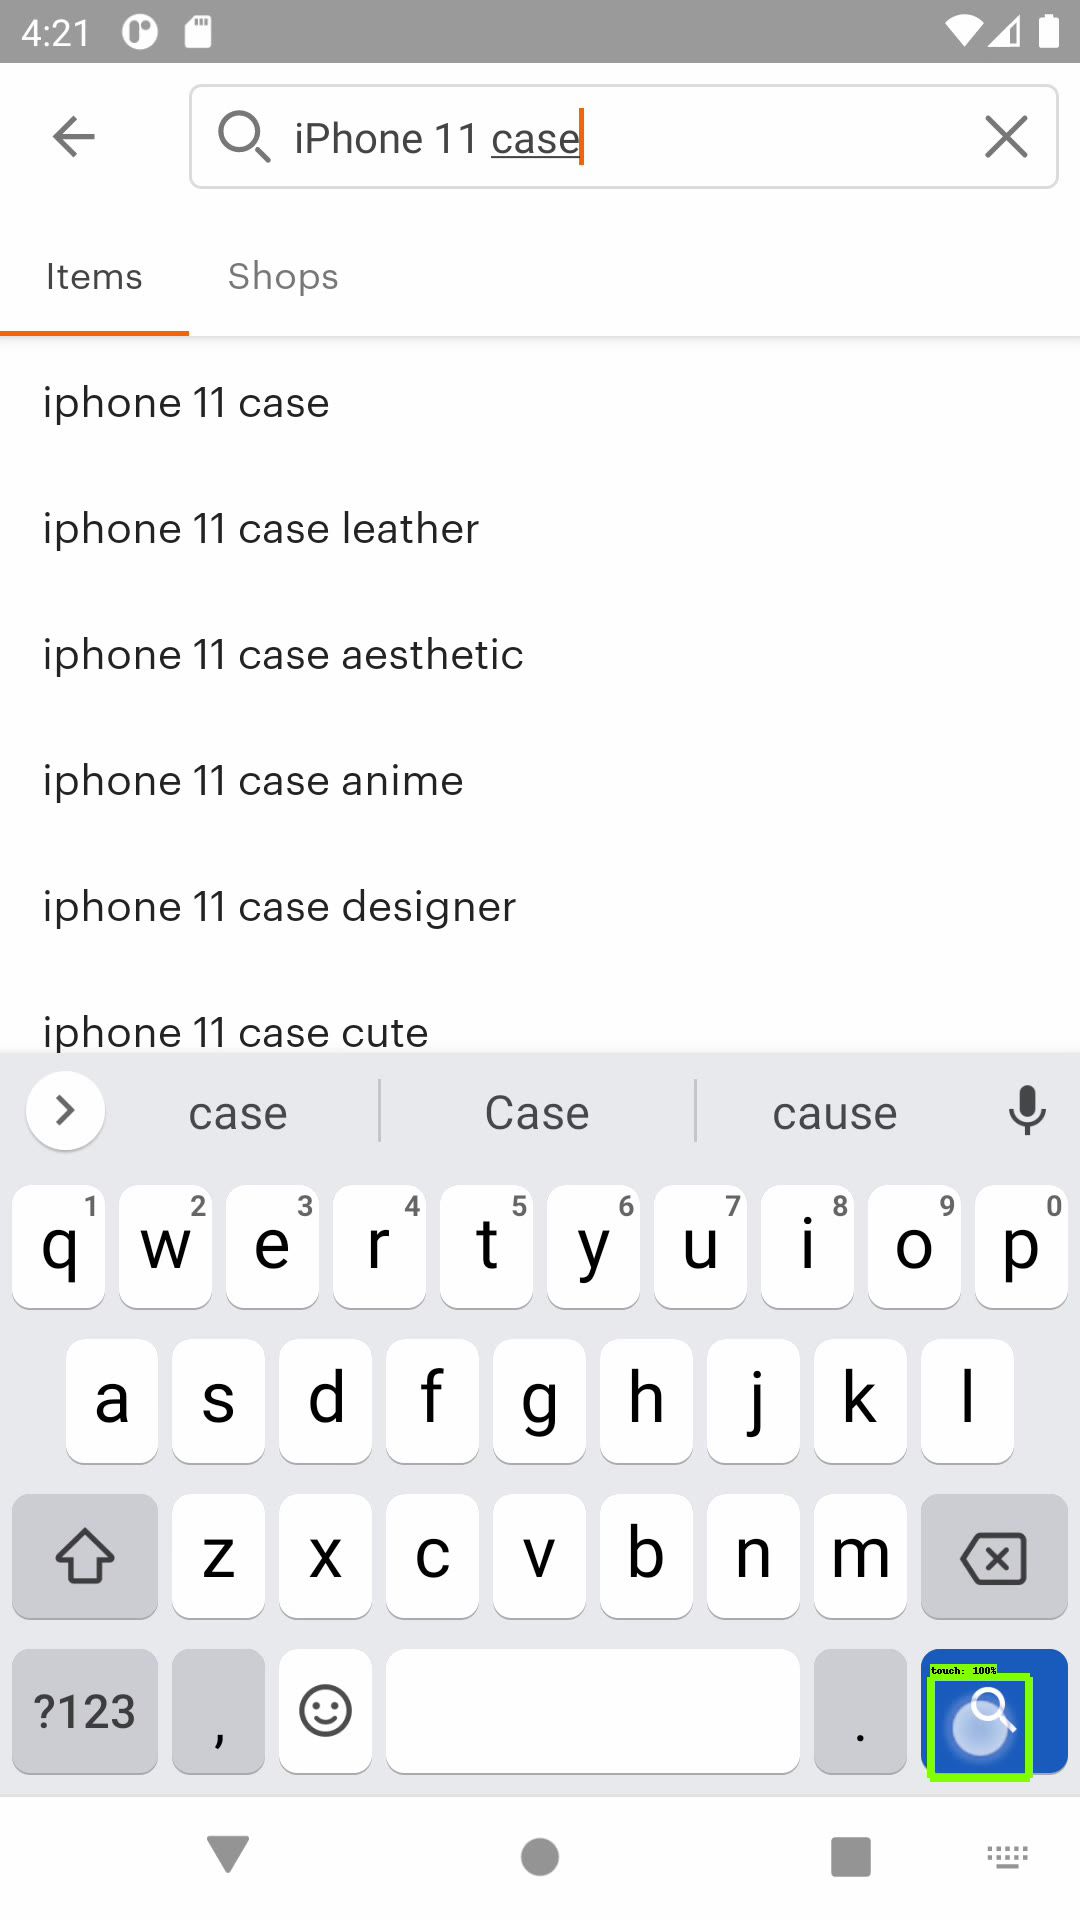 4:21
iPhone 11 case
Items Shops
iphone 11 case
iphone 11 case leather
iphone 11 case aesthetic
iphone 11 case anime
iphone 11 case designer
iphone 11 case cute
case Case cause
1 2 3 4 5 6 7 8 9 0
q w e r t y u i o p
a s d f g h j k l
z x c v b n m
touch: 100%
?123 , .